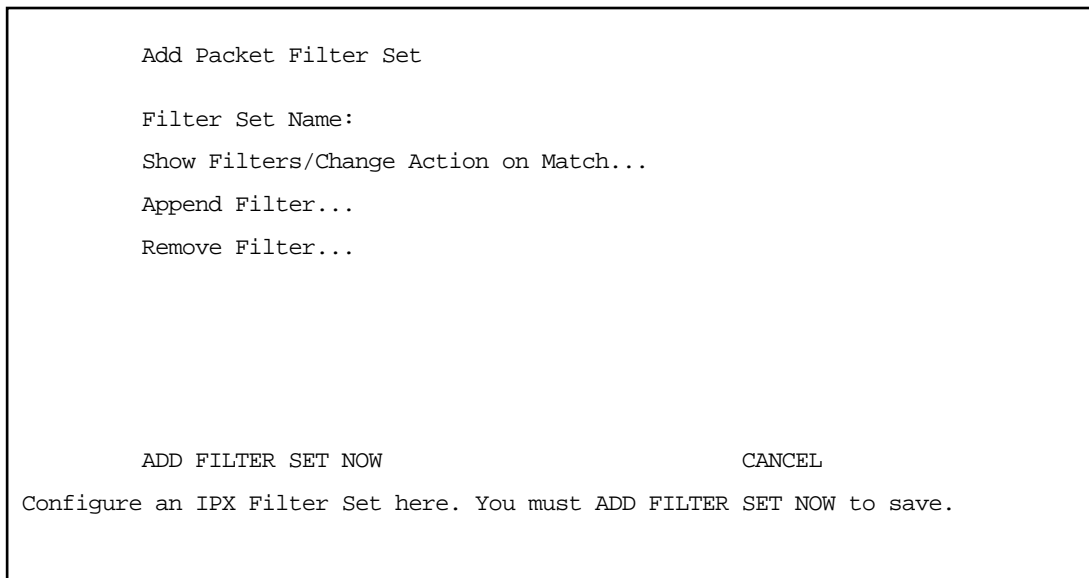 Add Packet Filter Set
Filter Set Name:
Show Filters/Change Action on Match...
Append Filter...
Remove Filter...
ADD FILTER SET NOW CANCEL
Configure an IPX Filter Set here. You must ADD FILTER SET NOW to save.